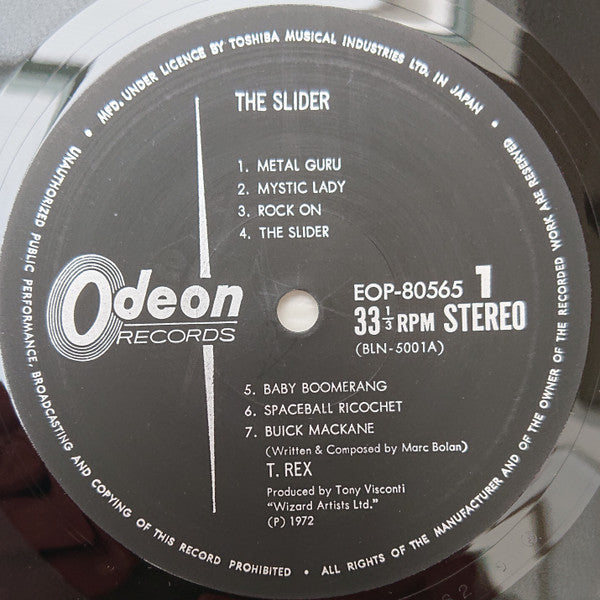 MFD. UNDER LICENCE BY TOSHIBA MUSICAL INDUSTRIES LTD. IN JAPAN •
THE SLIDER
1. METAL GURU
2. MYSTIC LADY
3. ROCK ON
4. THE SLIDER
Odeon
RECORDS
EOP-80565 1
33 1/3 RPM STEREO
(BLN-5001A)
5. BABY BOOMERANG
6. SPACEBALL RICOCHET
7. BUICK MACKANE
(Written & Composed by Marc Bolan)
T. REX
Produced by Tony Visconti
"Wizard Artists Ltd."
(P) 1972
• UNAUTHORIZED PUBLIC PERFORMANCE, BROADCASTING AND COPYING OF THIS RECORD PROHIBITED • ALL RIGHTS OF THE MANUFACTURER AND OF THE OWNER OF THE RECORDED WORK ARE RESERVED